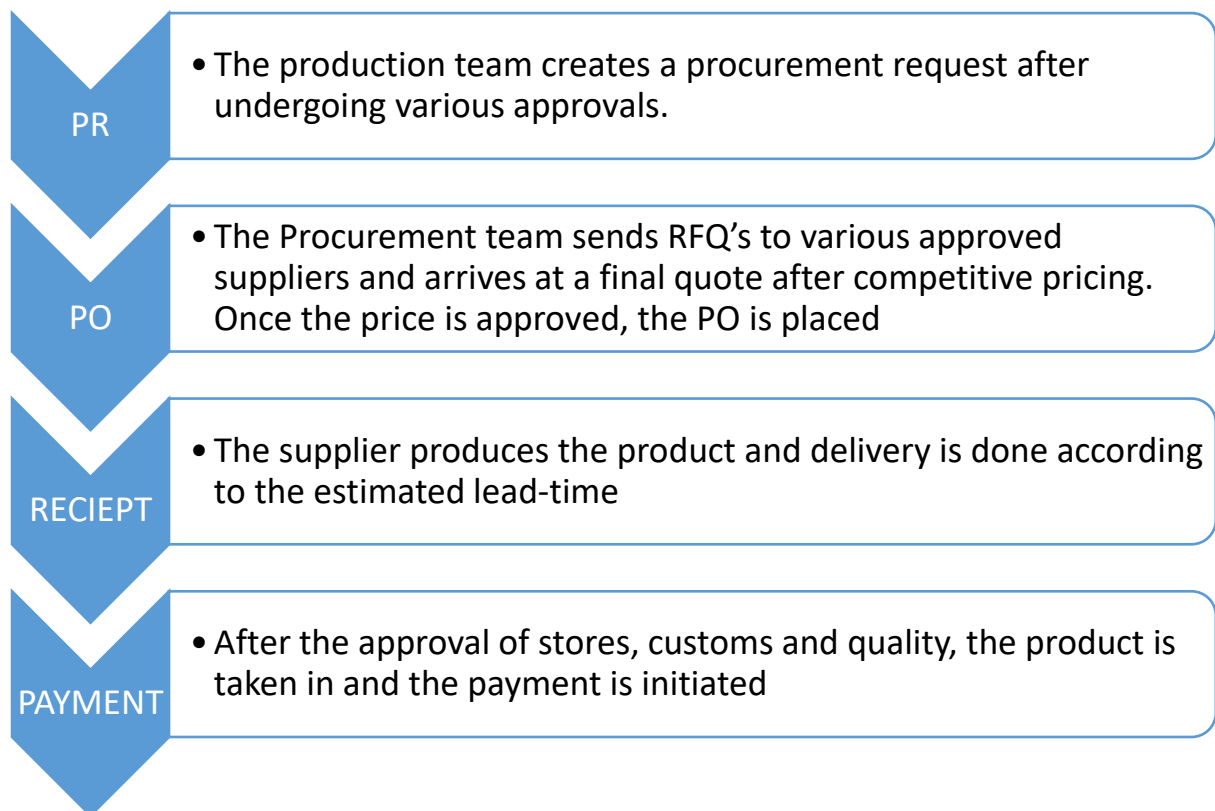 PR
• The production team creates a procurement request after
undergoing various approvals.
PO
• The Procurement team sends RFQ’s to various approved
suppliers and arrives at a final quote after competitive pricing.
Once the price is approved, the PO is placed
RECIEPT
• The supplier produces the product and delivery is done according
to the estimated lead-time
PAYMENT
• After the approval of stores, customs and quality, the product is
taken in and the payment is initiated